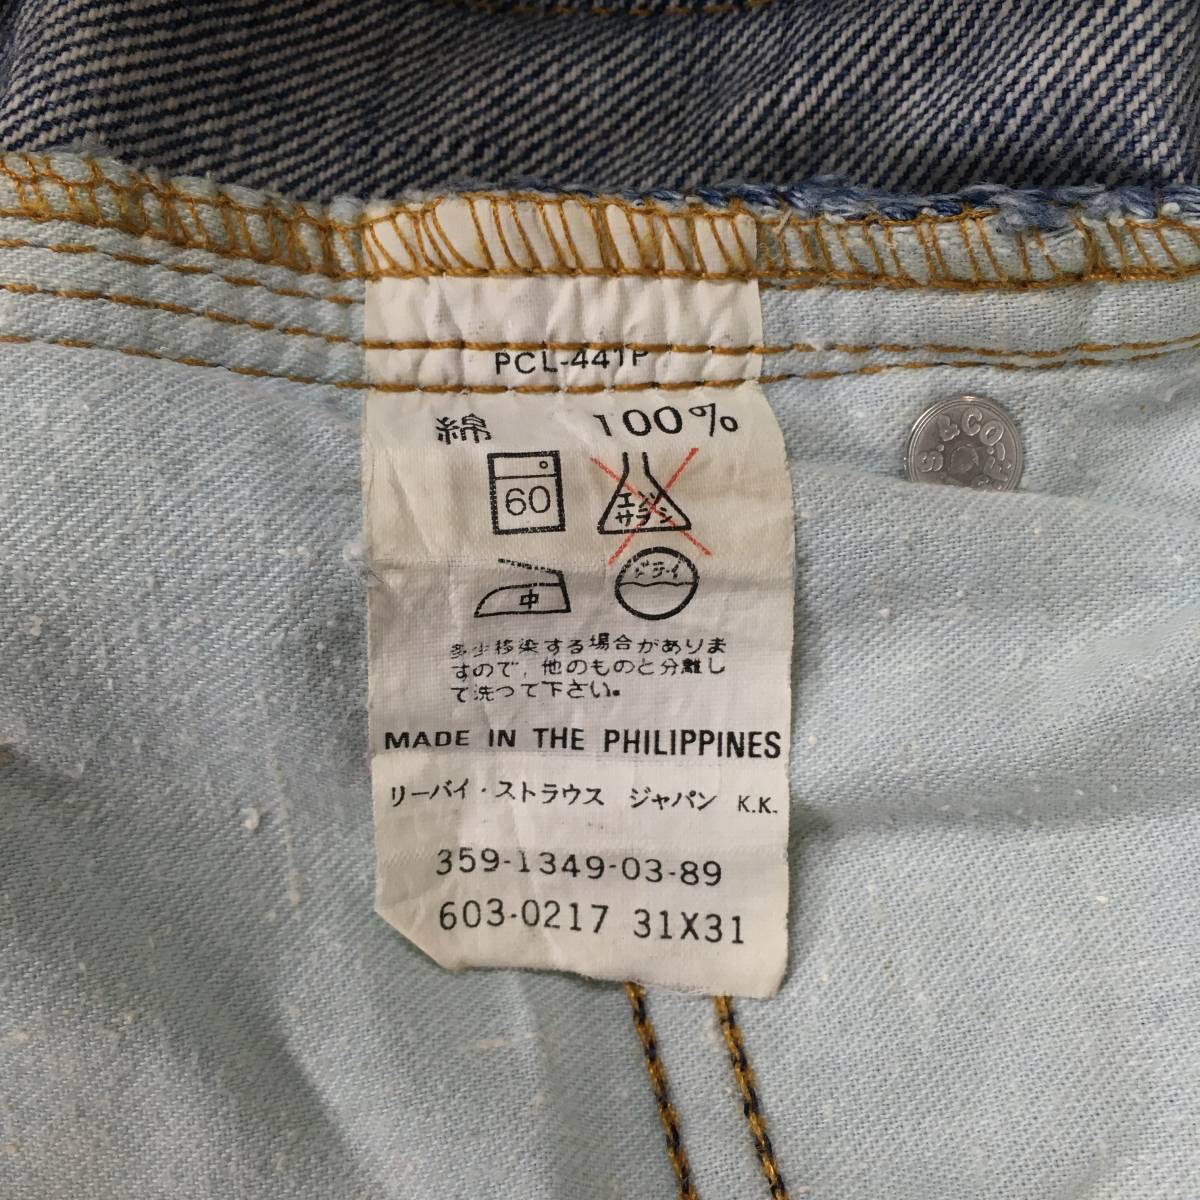 PCL-441P
綿 100%
60
エンソ
サラシ
中
ドライ
多少移染する場合がありま
すので、他のものと分離し
て洗つて下さい。
MADE IN THE PHILIPPINES
リーバイ・ストラウス ジャパン K.K.
359-1349-03-89
603-0217 31X31
S. & CO.